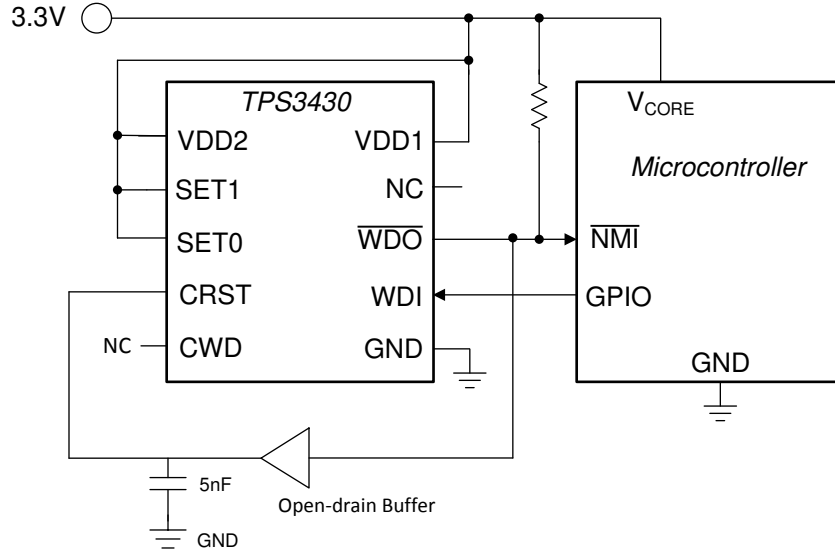 3.3V
TPS3430
VDD2
VDD1
SET1
NC
SET0
WDO
CRST
WDI
NC
CWD
GND
VCORE
Microcontroller
NMI
GPIO
GND
5nF
Open-drain Buffer
GND